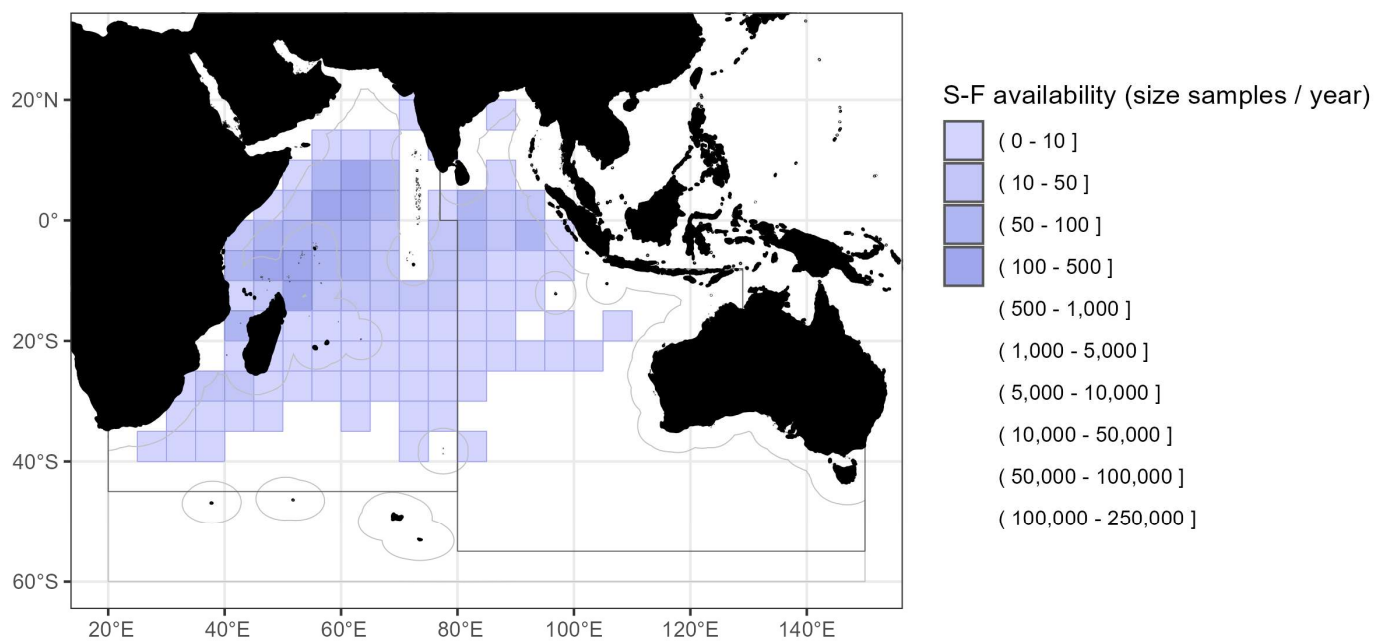 S-F availability (size samples / year)
( 0 - 10 ]
( 10 - 50 ]
( 50 - 100 ]
( 100 - 500 ]
( 500 - 1,000 ]
( 1,000 - 5,000 ]
( 5,000 - 10,000 ]
( 10,000 - 50,000 ]
( 50,000 - 100,000 ]
( 100,000 - 250,000 ]
20°N
0°
20°S
40°S
60°S
20°E 40°E 60°E 80°E 100°E 120°E 140°E